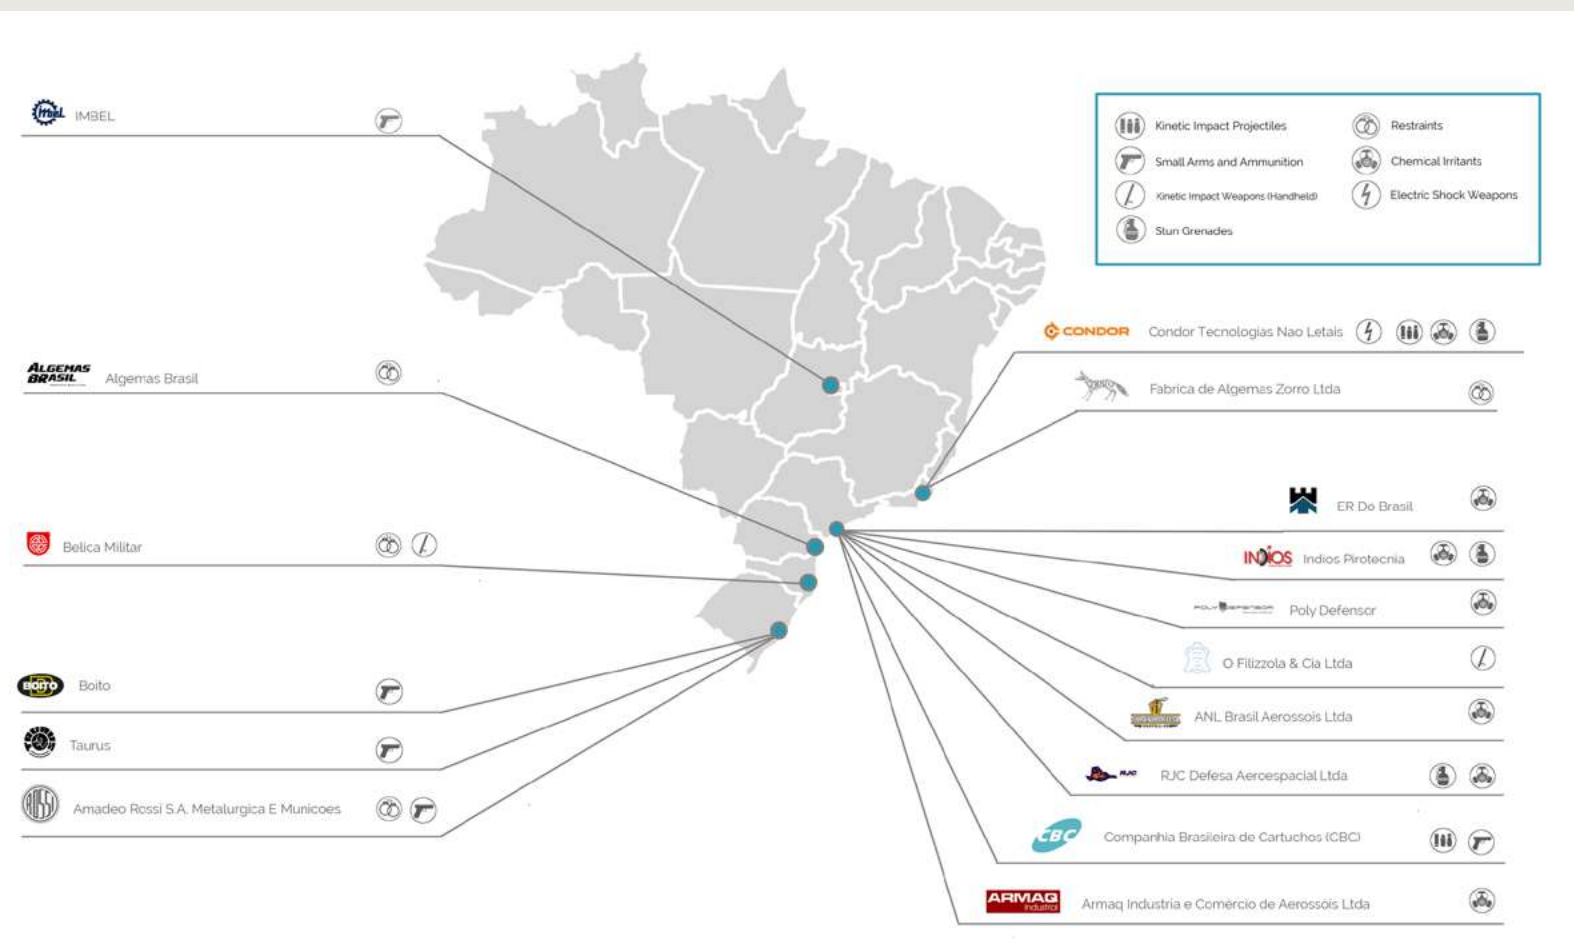 imbel IMBEL
Kinetic Impact Projectiles
Restraints
Small Arms and Ammunition
Chemical Irritants
Kinetic Impact Weapons (Handheld)
Electric Shock Weapons
Stun Grenades
CONDOR Condor Tecnologias Nao Letais
ALGEMAS
BRASIL
Algemas Brasil
Fabrica de Algemas Zorro Ltda
ER Do Brasil
Belica Militar
INDIOS Indios Pirotecnia
POLY DEFENSOR Poly Defensor
O Filizzola & Cia Ltda
BOITO Boito
ANL Brasil Aerossois Ltda
Taurus
RJC RJC Defesa Aeroespacial Ltda
ROSSI Amadeo Rossi S.A. Metalurgica E Municoes
CBC Companhia Brasileira de Cartuchos (CBC)
ARMAQ
Industrial
Armaq Industria e Comércio de Aerossóis Ltda